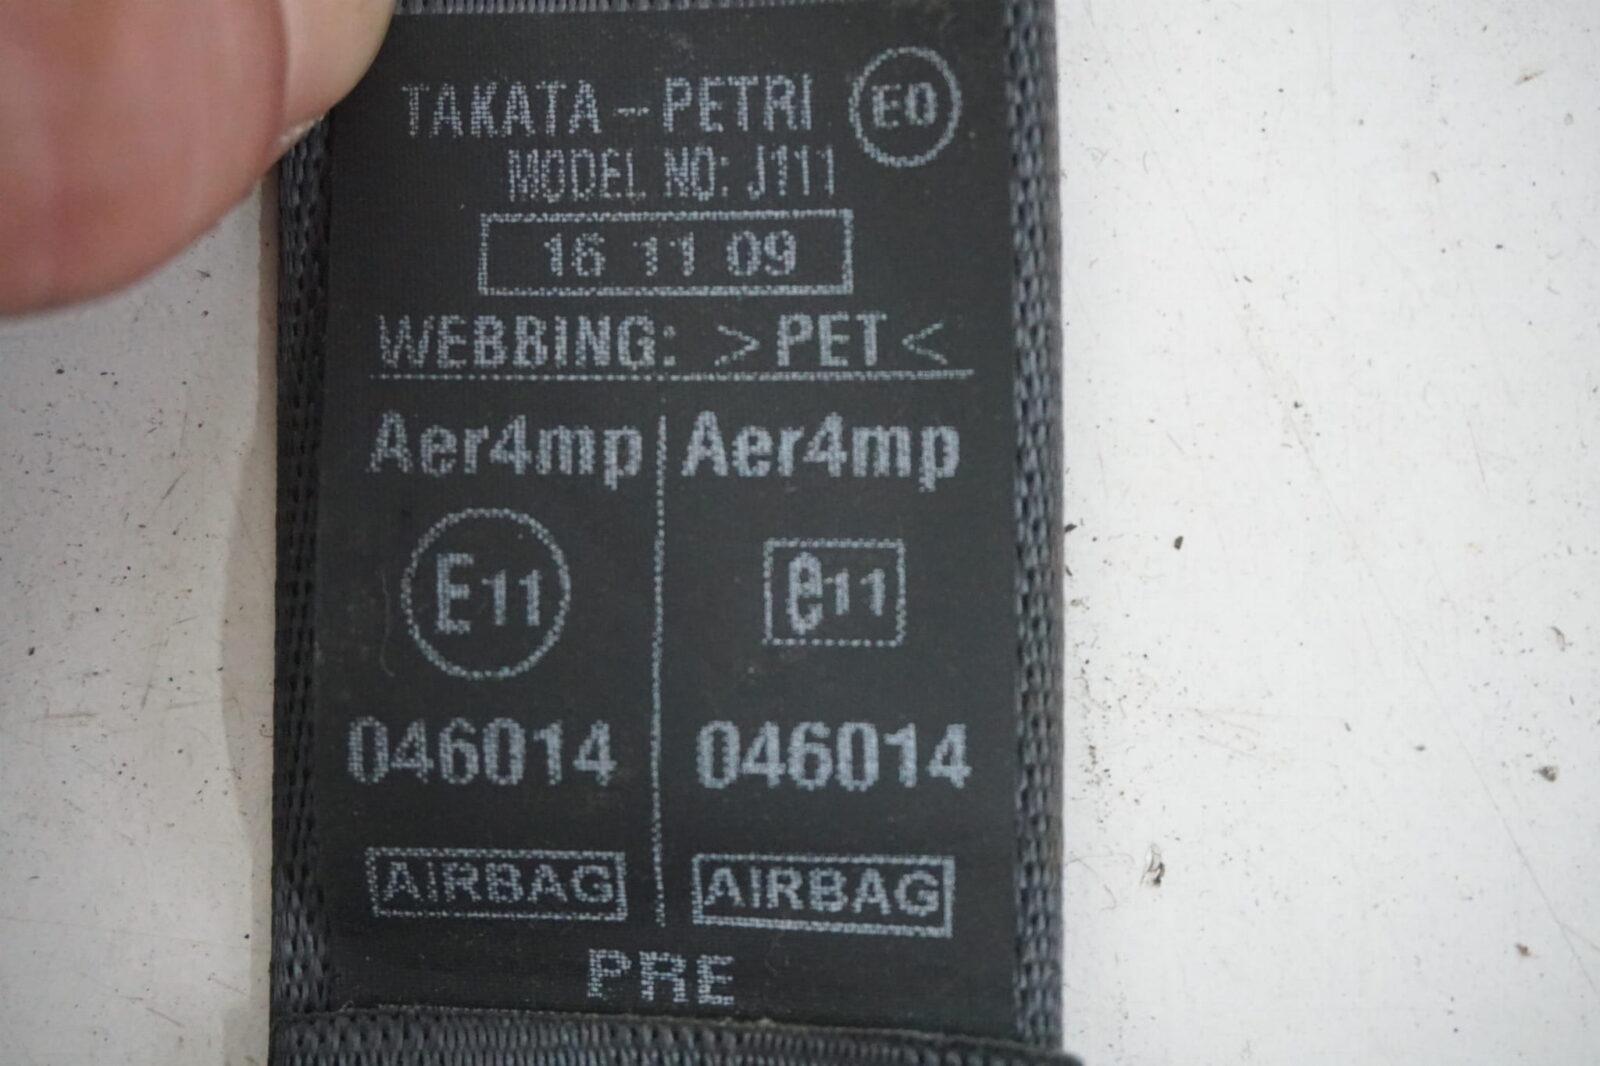 TAKATA-PETRI E0
MODEL NO: J111
16 11 09
WEBBING: >PET<
Aer4mp Aer4mp
E11 e11
046014 046014
AIRBAG AIRBAG
PRE